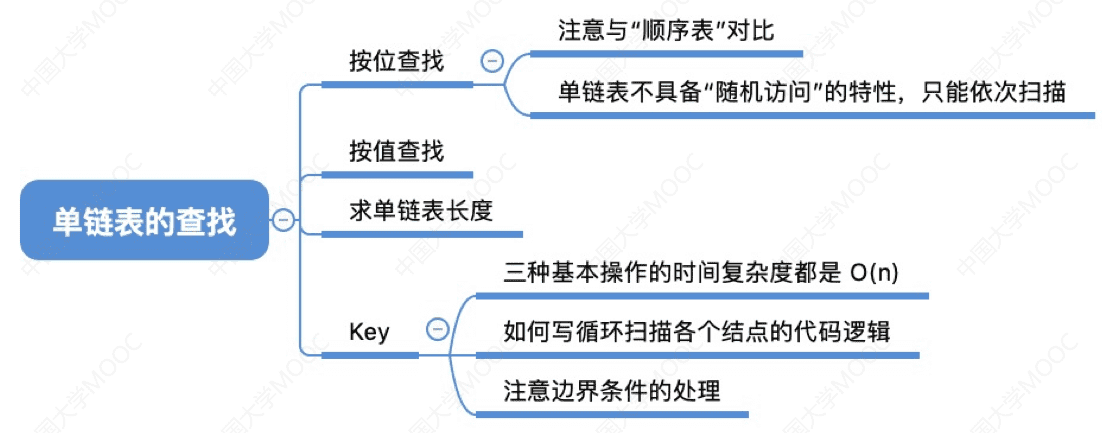 单链表的查找
按位查找
注意与“顺序表”对比
单链表不具备“随机访问”的特性，只能依次扫描
按值查找
求单链表长度
Key
三种基本操作的时间复杂度都是 O(n)
如何写循环扫描各个结点的代码逻辑
注意边界条件的处理
中国大学MOOC